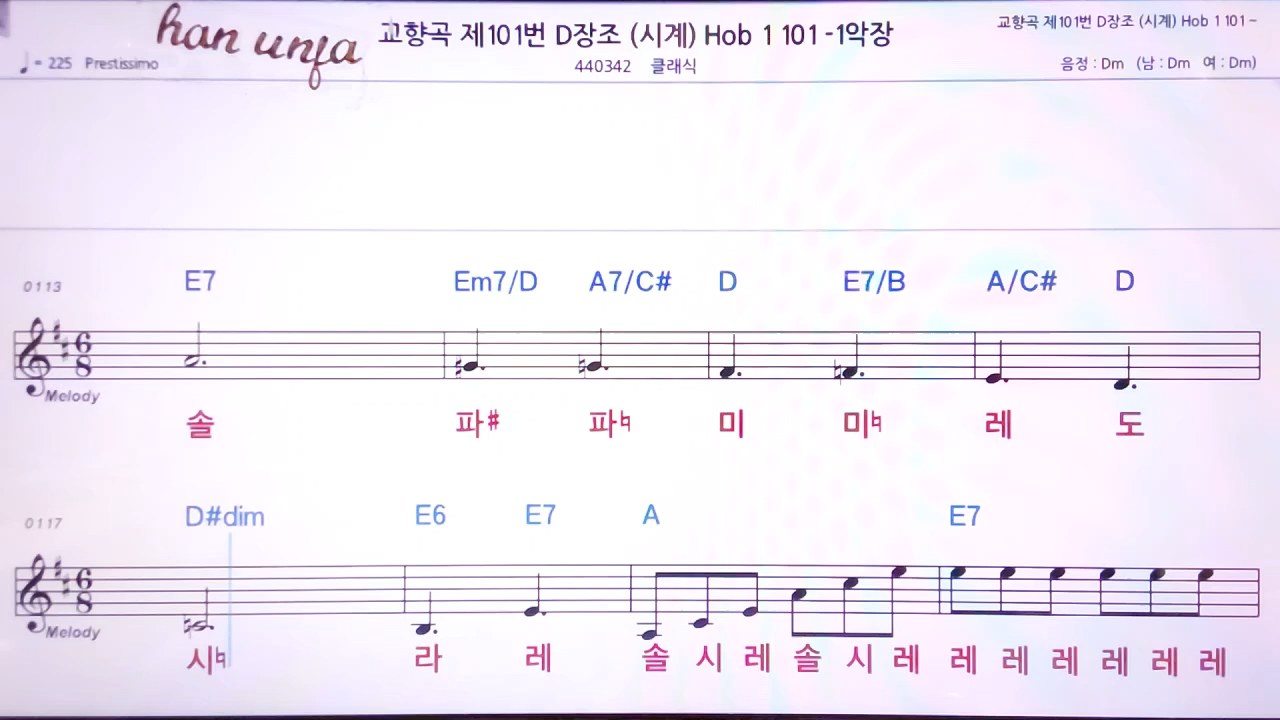 han unja
교향곡 제101번 D장조 (시계) Hob 1 101 -1악장
교향곡 제101번 D장조 (시계) Hob 1 101 –
♩ = 225 Prestissimo
440342 클래식
음정 : Dm (남 : Dm 여 : Dm)
0113 E7 Em7/D A7/C# D E7/B A/C# D
6 8
Melody
솔 파# 파♮ 미 미♮ 레 도
0117 D#dim E6 E7 A E7
6 8
Melody
시♮ 라 레 솔 시 레 솔 시 레 레 레 레 레 레 레